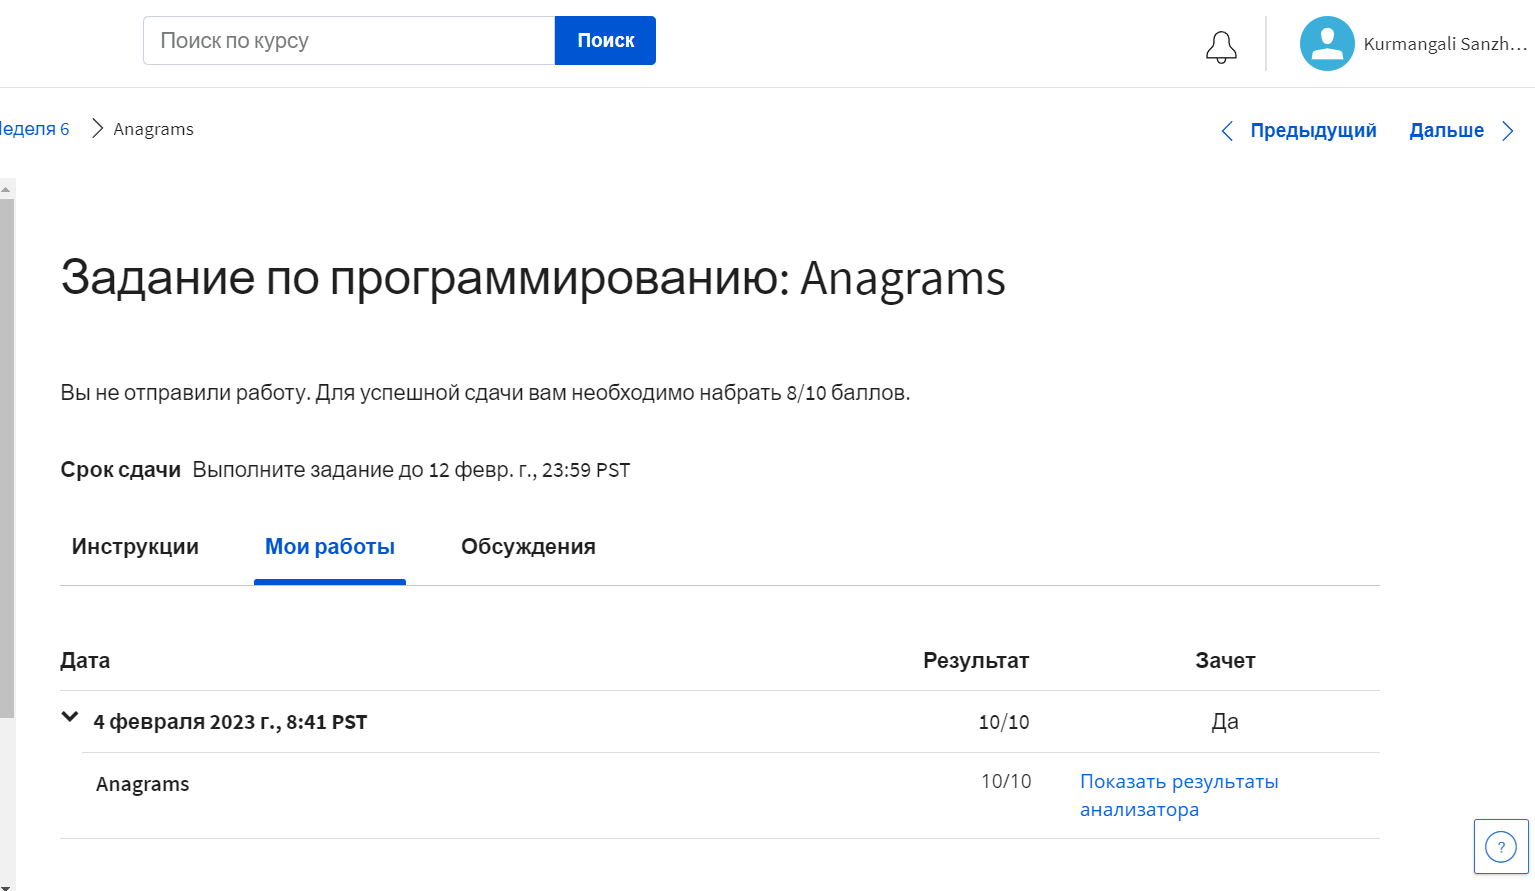 Поиск по курсу
Поиск
Kurmangali Sanzh...
еделя 6
Anagrams
Предыдущий
Дальше
Задание по программированию: Anagrams
Вы не отправили работу. Для успешной сдачи вам необходимо набрать 8/10 баллов.
Срок сдачи Выполните задание до 12 февр. г., 23:59 PST
Инструкции
Мои работы
Обсуждения
Дата
Результат
Зачет
4 февраля 2023 г., 8:41 PST
10/10
Да
Anagrams
10/10
Показать результаты
анализатора
?